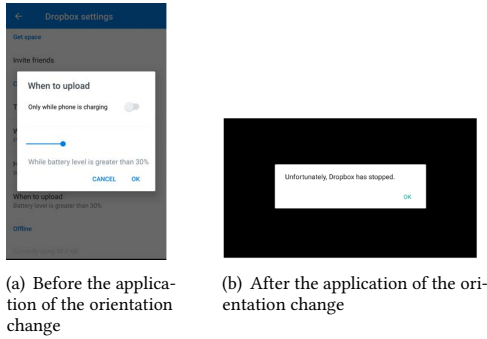 Dropbox settings
Get space
Invite friends
When to upload
Only while phone is charging
While battery level is greater than 30%
CANCEL OK
When to upload
Battery level is greater than 30%
Offline
Unfortunately, Dropbox has stopped.
OK
(a) Before the applica-
tion of the orientation
change
(b) After the application of the ori-
entation change